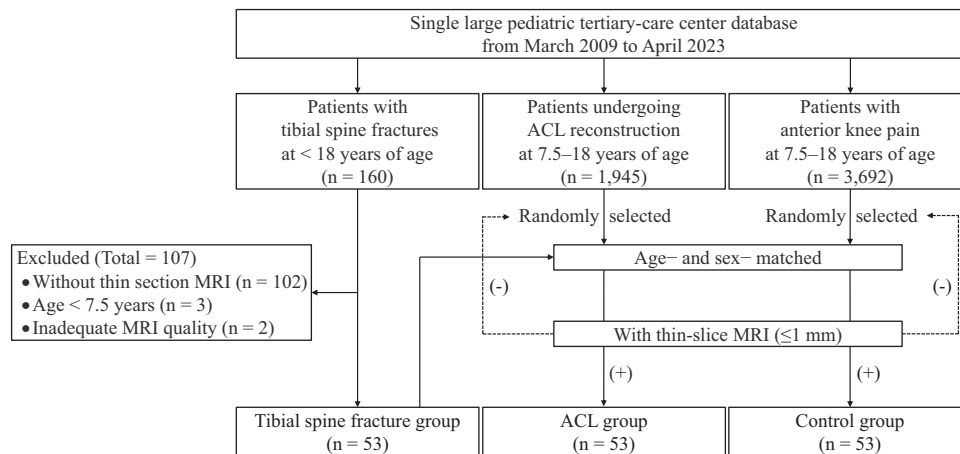 Single large pediatric tertiary-care center database
from March 2009 to April 2023
Patients with
tibial spine fractures
at < 18 years of age
(n = 160)
Patients undergoing
ACL reconstruction
at 7.5–18 years of age
(n = 1,945)
Patients with
anterior knee pain
at 7.5–18 years of age
(n = 3,692)
Randomly selected
Randomly selected
Excluded (Total = 107)
• Without thin section MRI (n = 102)
• Age < 7.5 years (n = 3)
• Inadequate MRI quality (n = 2)
Age− and sex− matched
(-)
(-)
With thin-slice MRI (≤1 mm)
(+)
(+)
Tibial spine fracture group
(n = 53)
ACL group
(n = 53)
Control group
(n = 53)